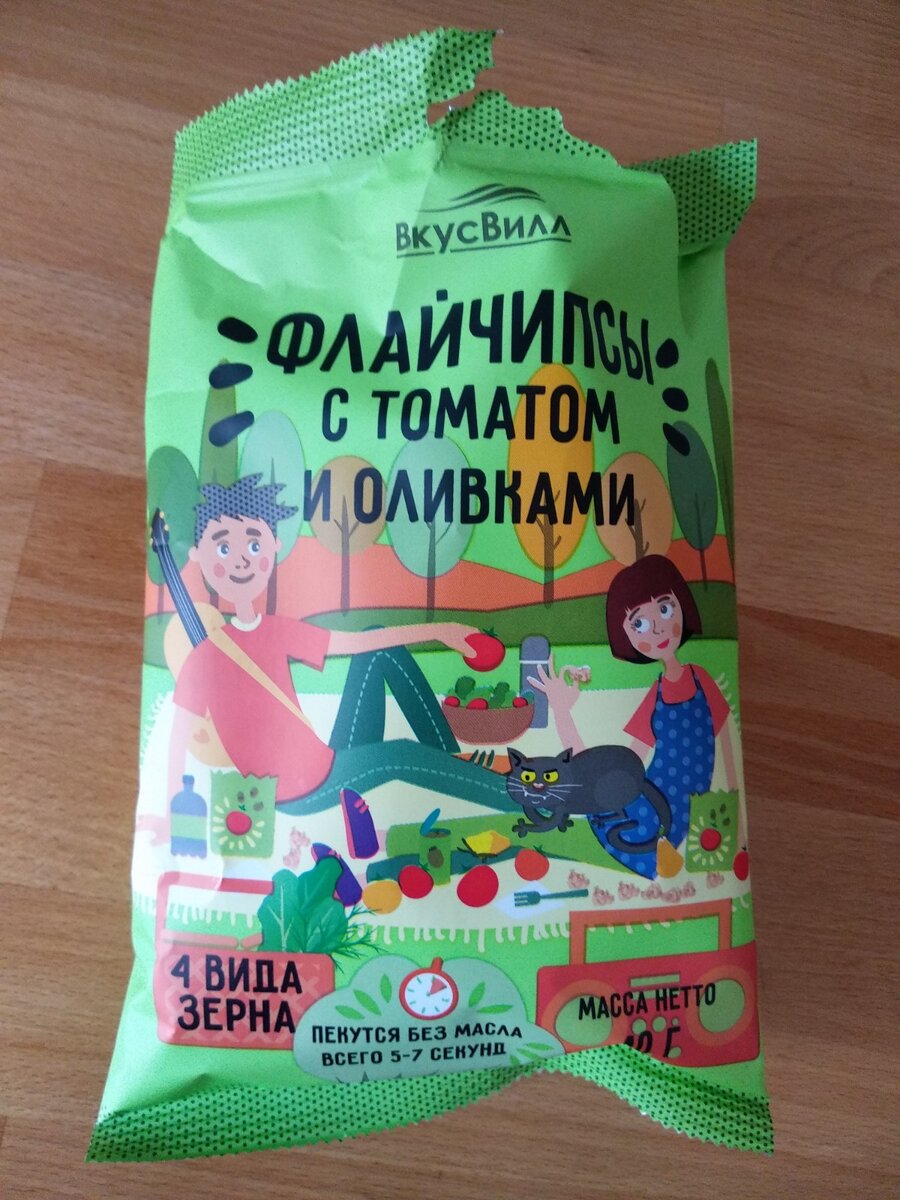 ВкусВилл
ФЛАЙЧИПСЫ
С ТОМАТОМ
И ОЛИВКАМИ
4 ВИДА
ЗЕРНА
ПЕКУТСЯ БЕЗ МАСЛА
ВСЕГО 5-7 СЕКУНД
МАССА НЕТТО
Г